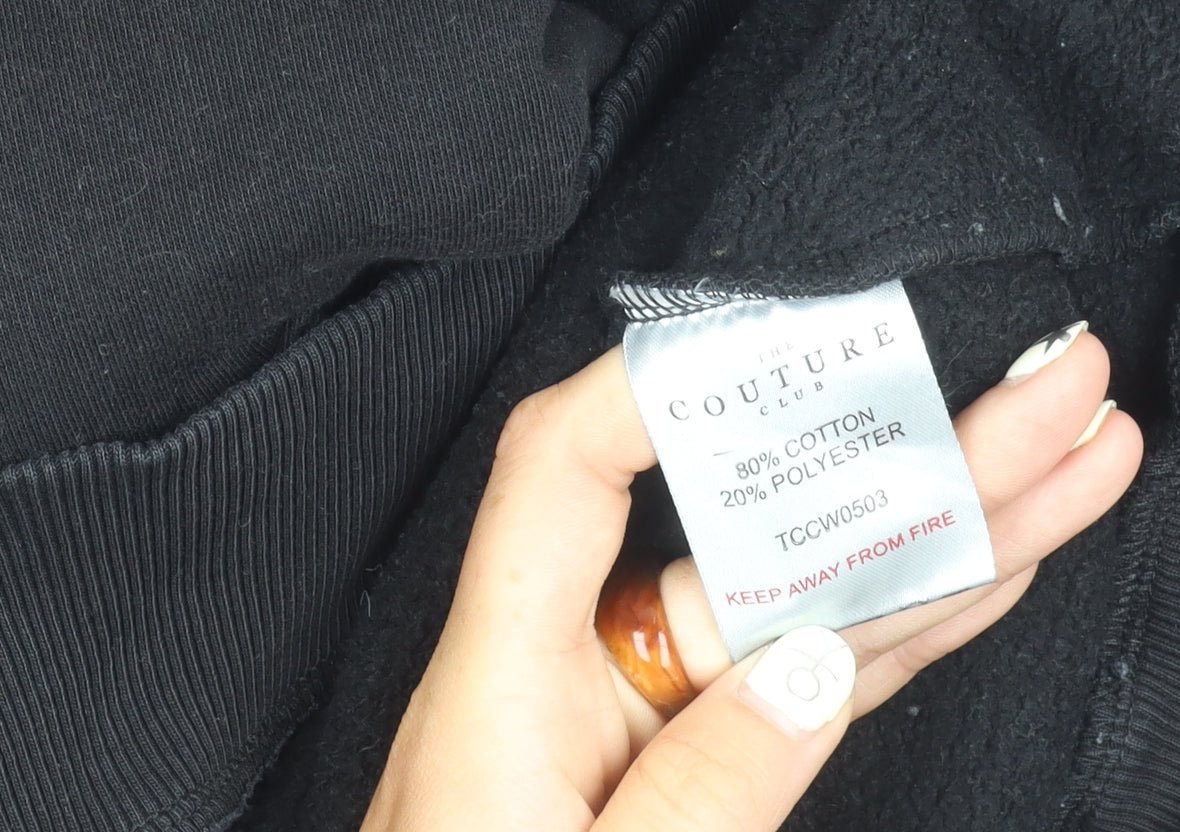 THE
COUTURE
CLUB
80% COTTON
20% POLYESTER
TCCW0503
KEEP AWAY FROM FIRE